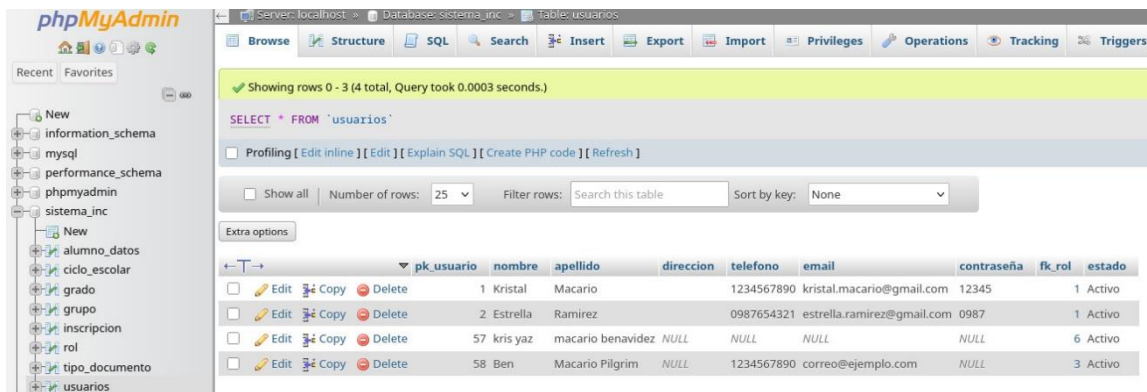 phpMyAdmin
Recent Favorites
New
information_schema
mysql
performance_schema
phpmyadmin
sistema_inc
New
alumno_datos
ciclo_escolar
grado
grupo
inscripcion
rol
tipo_documento
usuarios
Server: localhost » Database: sistema_inc » Table: usuarios
Browse Structure SQL Search Insert Export Import Privileges Operations Tracking Triggers
Showing rows 0 - 3 (4 total, Query took 0.0003 seconds.)
SELECT * FROM `usuarios`
Profiling [ Edit inline ] [ Edit ] [ Explain SQL ] [ Create PHP code ] [ Refresh ]
Show all | Number of rows: 25 Filter rows: Search this table Sort by key: None
Extra options
←T→ pk_usuario nombre apellido direccion telefono email contraseña fk_rol estado
Edit Copy Delete 1 Kristal Macario 1234567890 kristal.macario@gmail.com 12345 1 Activo
Edit Copy Delete 2 Estrella Ramirez 0987654321 estrella.ramirez@gmail.com 0987 1 Activo
Edit Copy Delete 57 kris yaz macario benavidez NULL NULL NULL NULL 6 Activo
Edit Copy Delete 58 Ben Macario Pilgrim NULL 1234567890 correo@ejemplo.com NULL 3 Activo